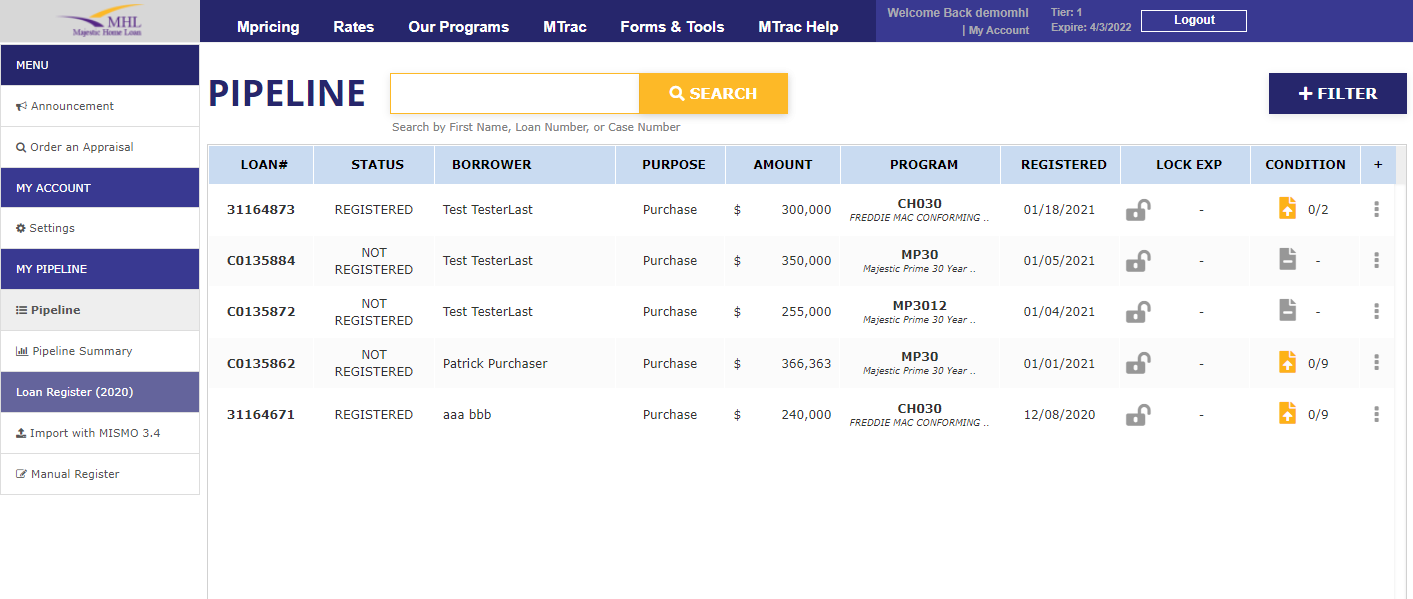 MHL
Majestic Home Loan
Mpricing Rates Our Programs MTrac Forms & Tools MTrac Help
Welcome Back demomhl
| My Account
Tier: 1
Expire: 4/3/2022
Logout
MENU
Announcement
Order an Appraisal
MY ACCOUNT
Settings
MY PIPELINE
Pipeline
Pipeline Summary
Loan Register (2020)
Import with MISMO 3.4
Manual Register
PIPELINE
SEARCH
Search by First Name, Loan Number, or Case Number
+ FILTER
LOAN# STATUS BORROWER PURPOSE AMOUNT PROGRAM REGISTERED LOCK EXP CONDITION +
31164873 REGISTERED Test TesterLast Purchase $ 300,000 CH030 01/18/2021 - 0/2
FREDDIE MAC CONFORMING ..
C0135884 NOT REGISTERED Test TesterLast Purchase $ 350,000 MP30 01/05/2021 - -
Majestic Prime 30 Year ..
C0135872 NOT REGISTERED Test TesterLast Purchase $ 255,000 MP3012 01/04/2021 - -
Majestic Prime 30 Year ..
C0135862 NOT REGISTERED Patrick Purchaser Purchase $ 366,363 MP30 01/01/2021 - 0/9
Majestic Prime 30 Year ..
31164671 REGISTERED aaa bbb Purchase $ 240,000 CH030 12/08/2020 - 0/9
FREDDIE MAC CONFORMING ..